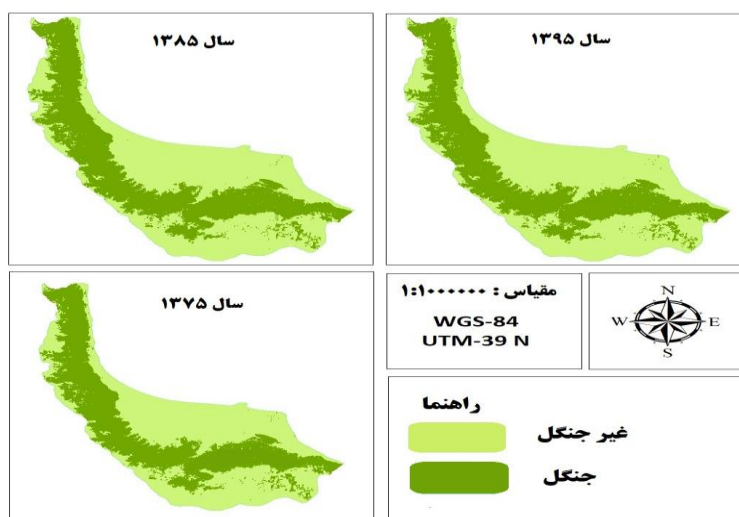 سال ۱۳۸۵
سال ۱۳۹۵
سال ۱۳۷۵
مقیاس : ۱:۱۰۰۰۰۰۰
WGS-84
UTM-39 N
N
W
E
S
راهنما
غیر جنگل
جنگل